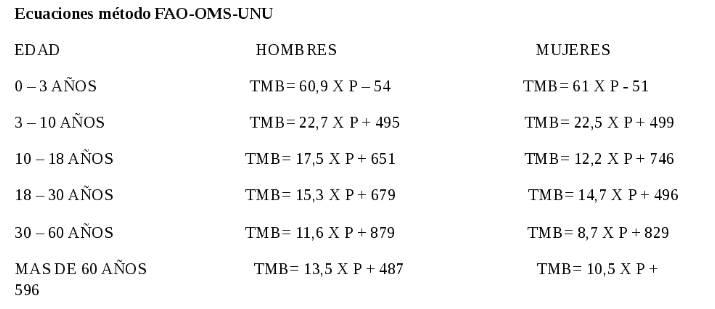 Ecuaciones método FAO-OMS-UNU
EDAD HOMBRES MUJERES
0 – 3 AÑOS TMB= 60,9 X P – 54 TMB= 61 X P - 51
3 – 10 AÑOS TMB= 22,7 X P + 495 TMB= 22,5 X P + 499
10 – 18 AÑOS TMB= 17,5 X P + 651 TMB= 12,2 X P + 746
18 – 30 AÑOS TMB= 15,3 X P + 679 TMB= 14,7 X P + 496
30 – 60 AÑOS TMB= 11,6 X P + 879 TMB= 8,7 X P + 829
MAS DE 60 AÑOS TMB= 13,5 X P + 487 TMB= 10,5 X P +
596